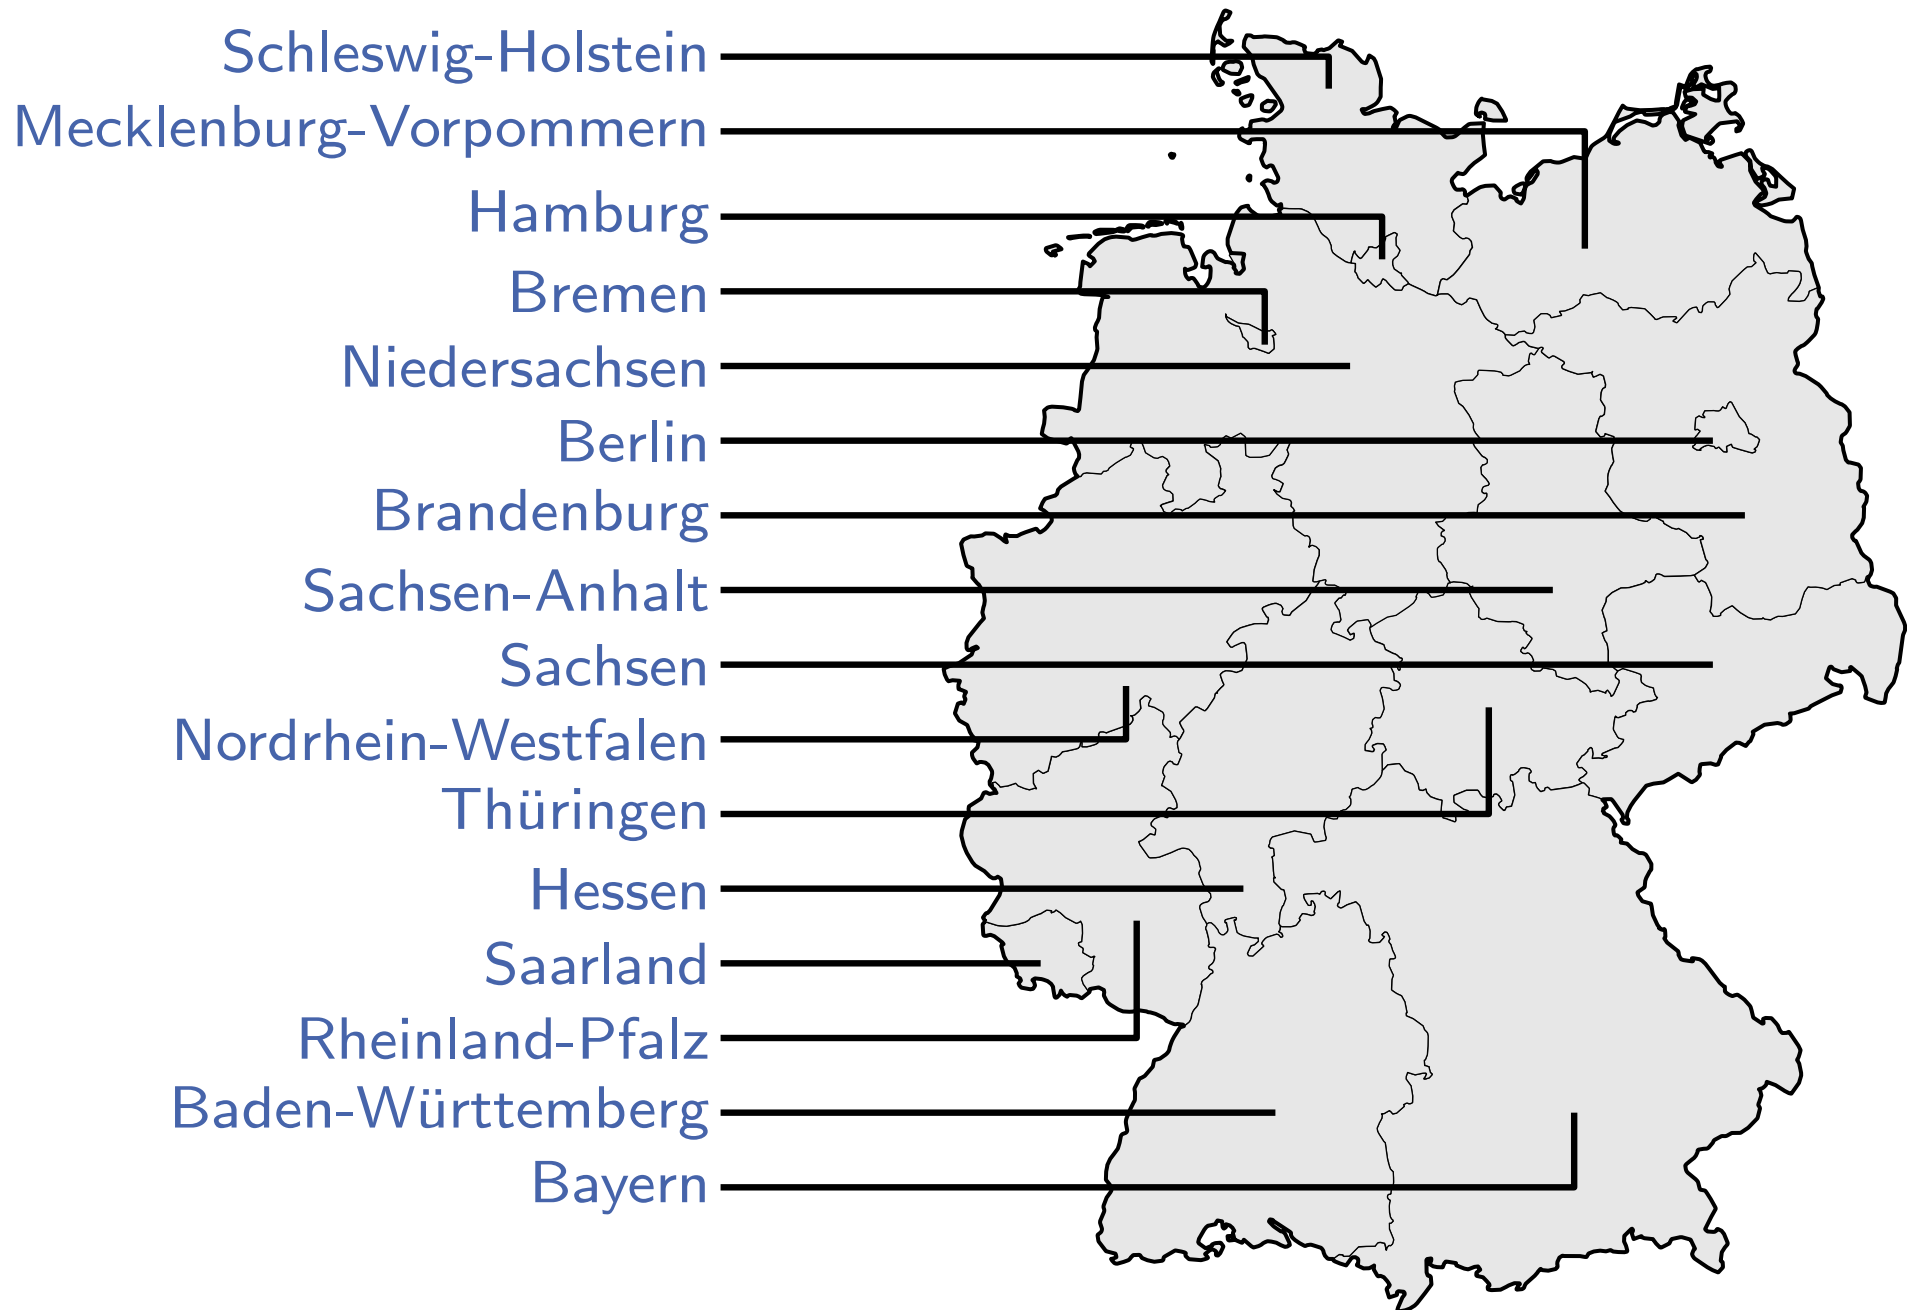 Schleswig-Holstein
Mecklenburg-Vorpommern
Hamburg
Bremen
Niedersachsen
Berlin
Brandenburg
Sachsen-Anhalt
Sachsen
Nordrhein-Westfalen
Thüringen
Hessen
Saarland
Rheinland-Pfalz
Baden-Württemberg
Bayern